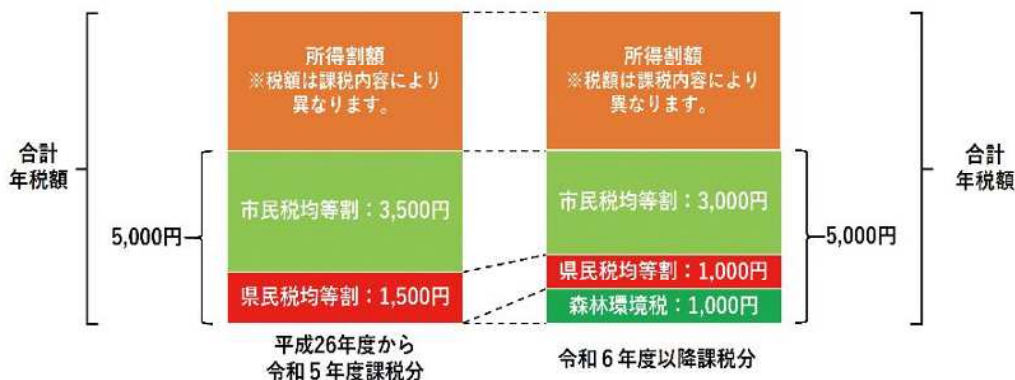 合計
年税額
5,000円
所得割額
※税額は課税内容により
異なります。
市民税均等割：3,500円
県民税均等割：1,500円
平成26年度から
令和5年度課税分
所得割額
※税額は課税内容により
異なります。
市民税均等割：3,000円
県民税均等割：1,000円
森林環境税：1,000円
令和6年度以降課税分
5,000円
合計
年税額